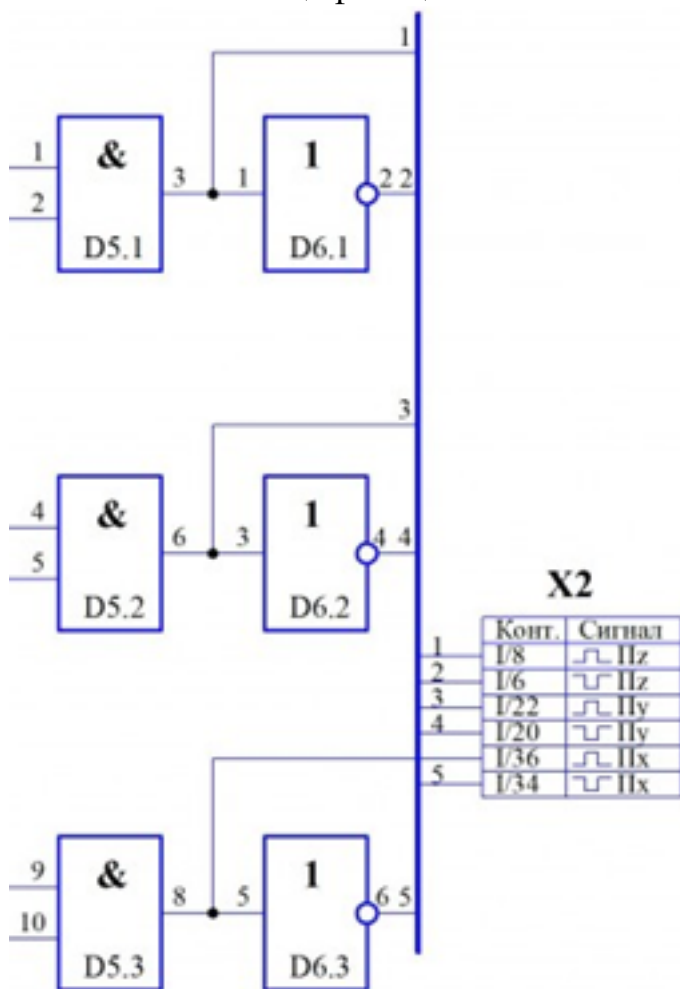 1
& 1
1 3 1 2 2
2
D5.1 D6.1
3
& 1
4
6 3 4 4
5
D5.2 D6.2
X2
Конт. Сигнал
1 I/8 Пz
2 I/6 Пz
3 I/22 Пy
4 I/20 Пy
I/36 Пx
5 I/34 Пx
& 1
9
8 5 6 5
10
D5.3 D6.3